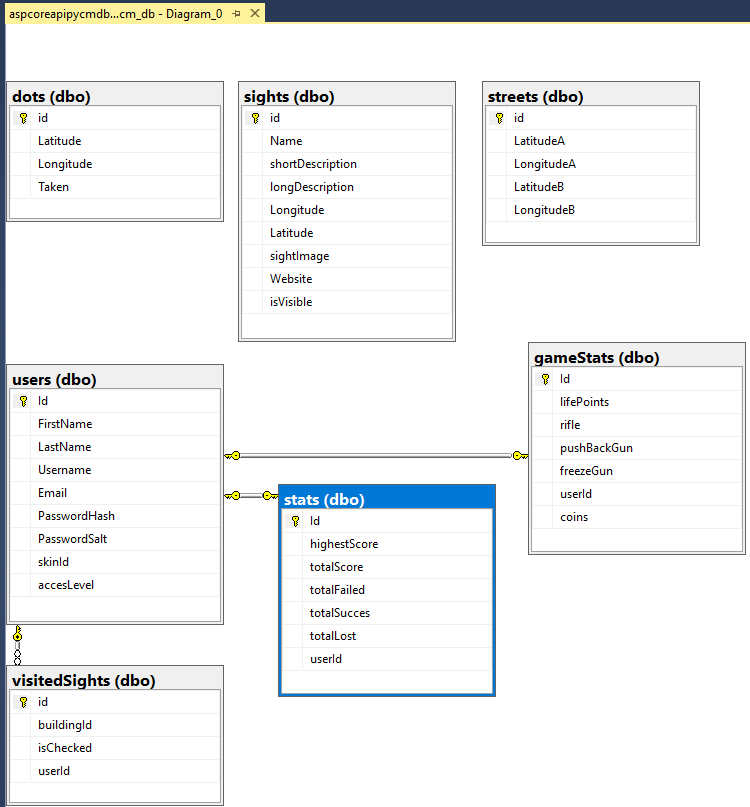 aspcoreapipycmdb...cm_db - Diagram_0
dots (dbo)
id
Latitude
Longitude
Taken
sights (dbo)
id
Name
shortDescription
longDescription
Longitude
Latitude
sightImage
Website
isVisible
streets (dbo)
id
LatitudeA
LongitudeA
LatitudeB
LongitudeB
users (dbo)
Id
FirstName
LastName
Username
Email
PasswordHash
PasswordSalt
skinId
accesLevel
gameStats (dbo)
Id
lifePoints
rifle
pushBackGun
freezeGun
userId
coins
stats (dbo)
Id
highestScore
totalScore
totalFailed
totalSucces
totalLost
userId
visitedSights (dbo)
id
buildingId
isChecked
userId